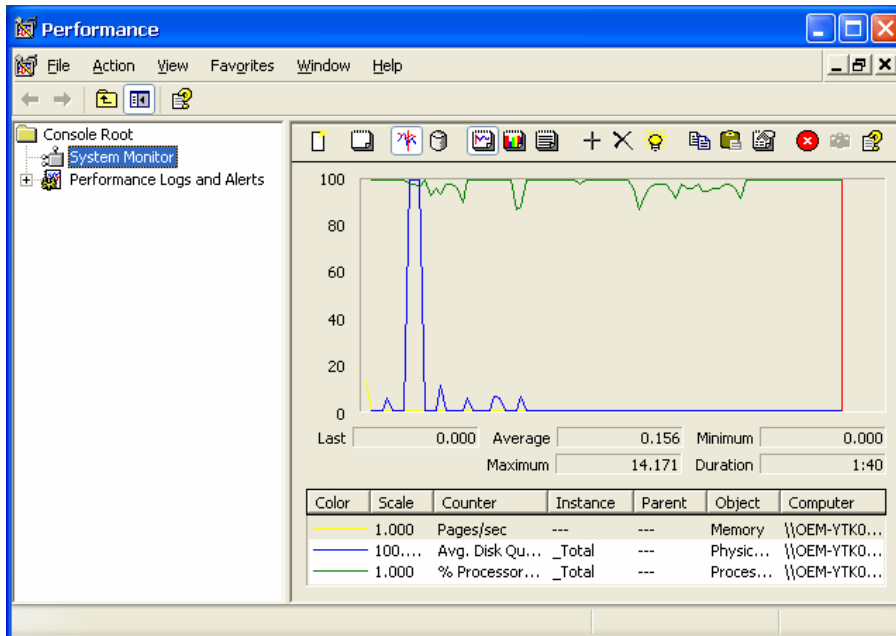 Performance
File Action View Favorites Window Help
Console Root
System Monitor
Performance Logs and Alerts
100
80
60
40
20
0
Last 0.000 Average 0.156 Minimum 0.000
Maximum 14.171 Duration 1:40
Color Scale Counter Instance Parent Object Computer
1.000 Pages/sec --- --- Memory \\OEM-YTK0...
100.... Avg. Disk Qu... _Total --- Physic... \\OEM-YTK0...
1.000 % Processor... _Total --- Proces... \\OEM-YTK0...